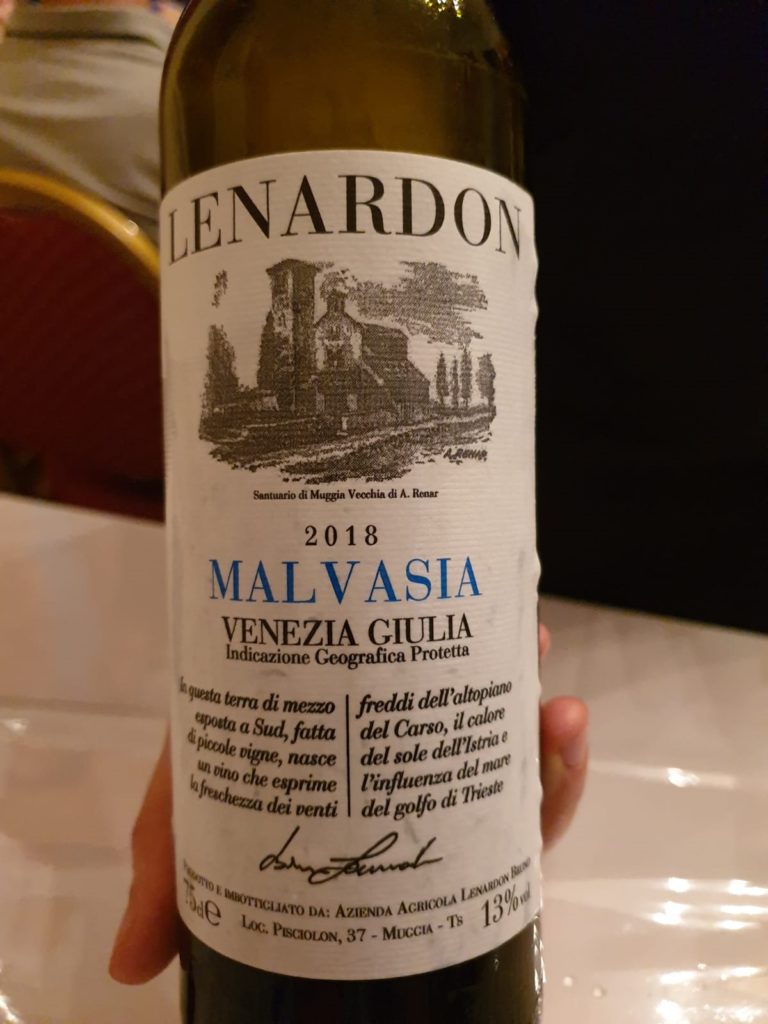 LENARDON
A. RENAR
Santuario di Muggia Vecchia di A. Renar
2018
MALVASIA
VENEZIA GIULIA
Indicazione Geografica Protetta
In questa terra di mezzo
esposta a Sud, fatta
di piccole vigne, nasce
un vino che esprime
la freschezza dei venti
freddi dell'altopiano
del Carso, il calore
del sole dell'Istria e
l'influenza del mare
del golfo di Trieste
PRODOTTO E IMBOTTIGLIATO DA: AZIENDA AGRICOLA LENARDON BRUNO
75cl e
LOC. PISCIOLON, 37 - MUGGIA - TS
13% vol